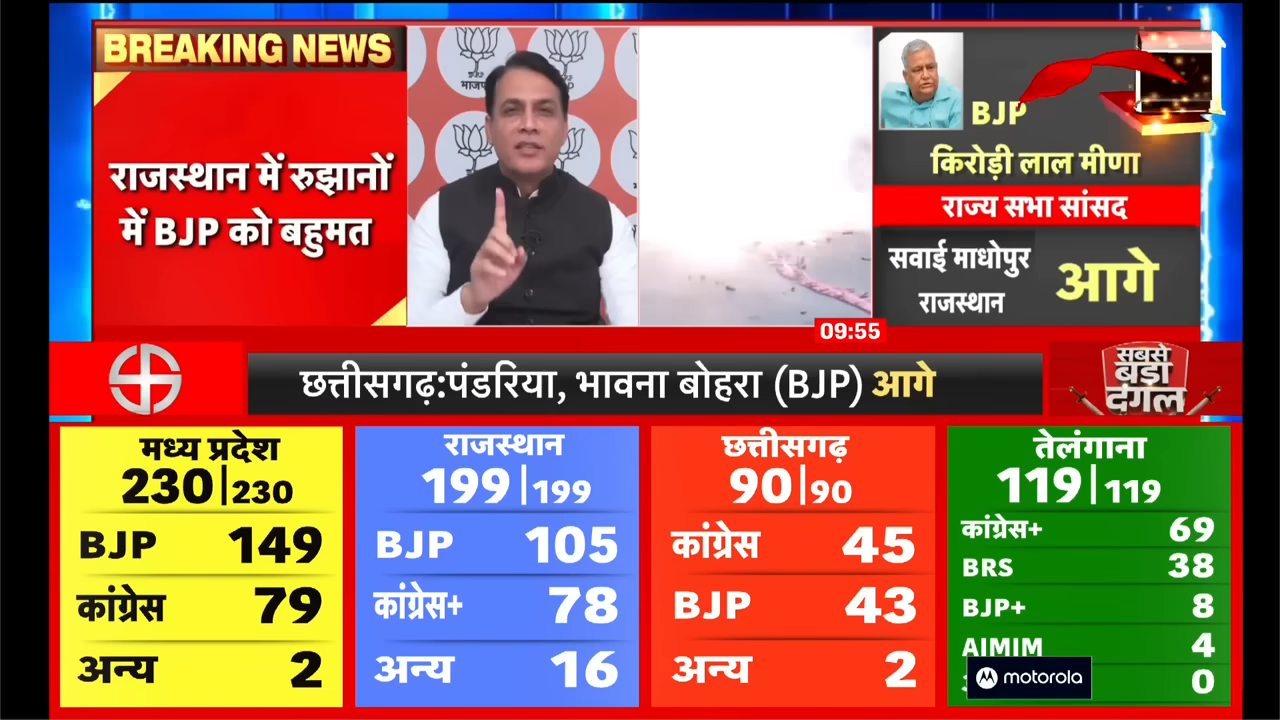 BREAKING NEWS
राजस्थान में रुझानों
में BJP को बहुमत
भाजपा
BJP
किरोड़ी लाल मीणा
राज्य सभा सांसद
सवाई माधोपुर
राजस्थान
आगे
09:55
छत्तीसगढ़:पंडरिया, भावना बोहरा (BJP) आगे
सबसे
बड़ा
दंगल
मध्य प्रदेश
230|230
BJP 149
कांग्रेस 79
अन्य 2
राजस्थान
199|199
BJP 105
कांग्रेस+ 78
अन्य 16
छत्तीसगढ़
90|90
कांग्रेस 45
BJP 43
अन्य 2
तेलंगाना
119|119
कांग्रेस+ 69
BRS 38
BJP+ 8
AIMIM 4
0
motorola